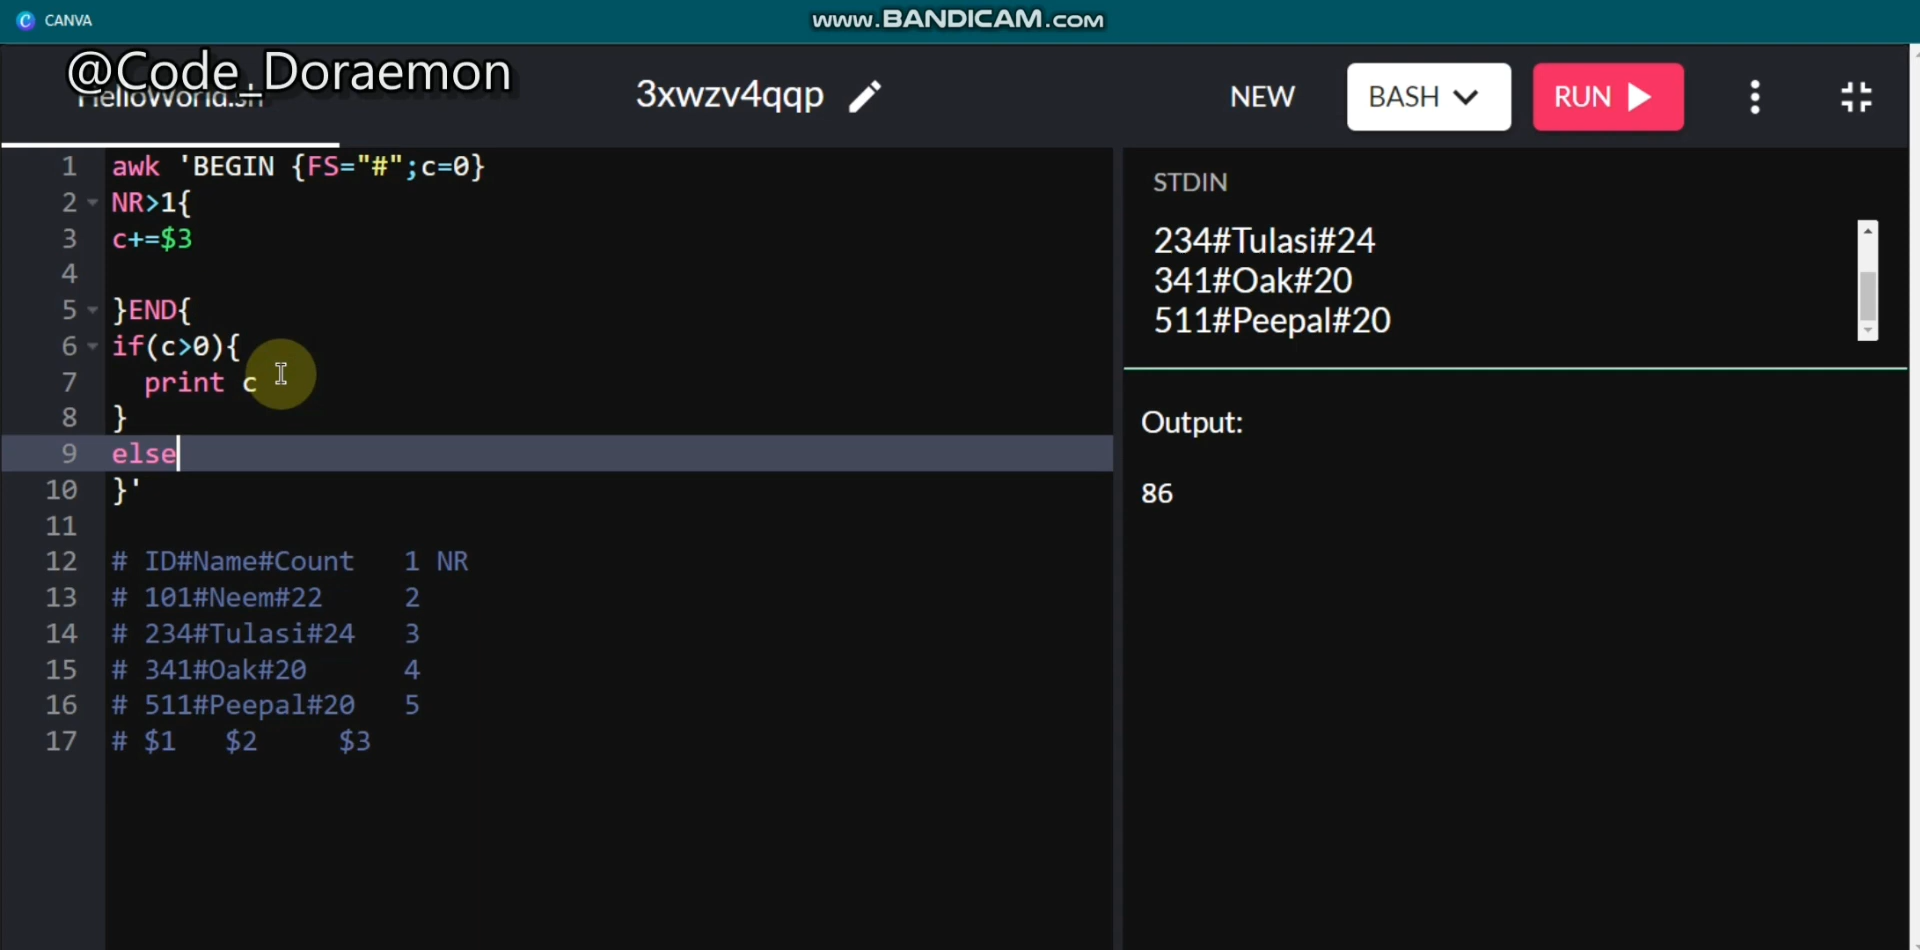 CANVA
www.BANDICAM.COM
@Code_Doraemon
HelloWorld.sh
3xwzv4qqp
NEW
BASH
RUN
1 awk 'BEGIN {FS="#";c=0}
2 NR>1{
3 c+=$3
4
5 }END{
6 if(c>0){
7 print c
8 }
9 else
10 }'
11
12 # ID#Name#Count 1 NR
13 # 101#Neem#22 2
14 # 234#Tulasi#24 3
15 # 341#Oak#20 4
16 # 511#Peepal#20 5
17 # $1 $2 $3
STDIN
234#Tulasi#24
341#Oak#20
511#Peepal#20
Output:
86